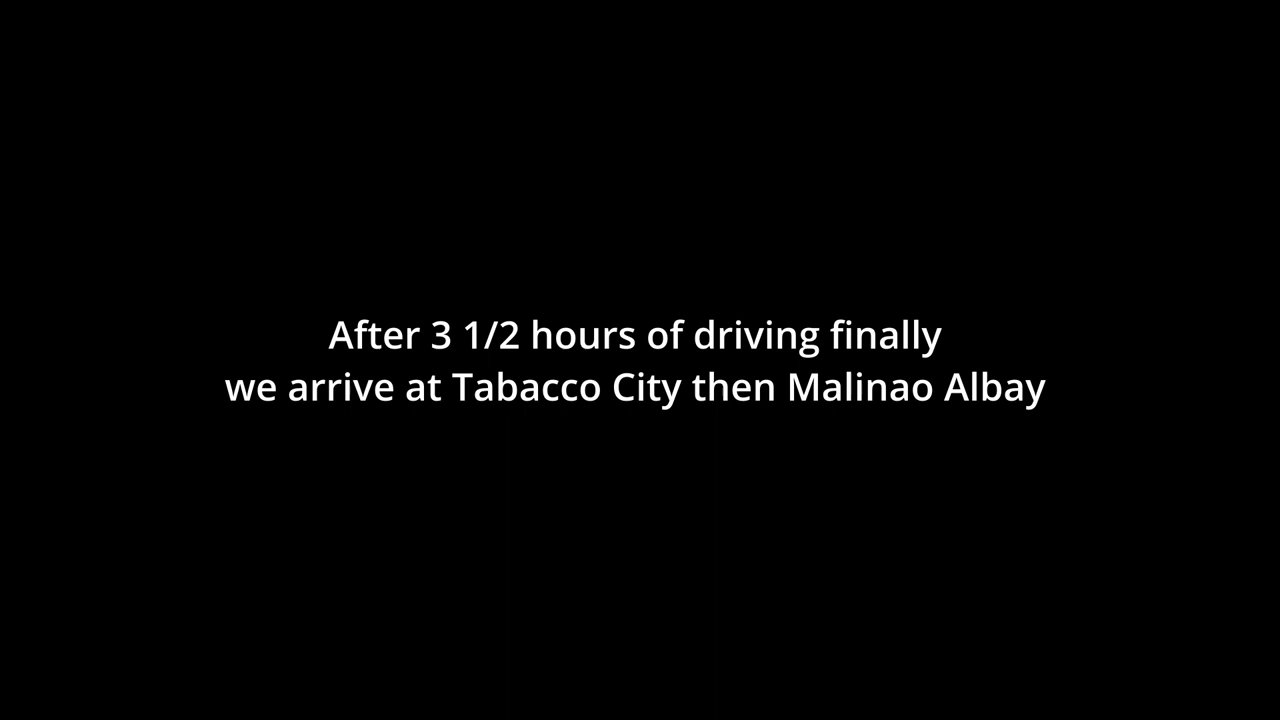 After 3 1/2 hours of driving finally
we arrive at Tabacco City then Malinao Albay